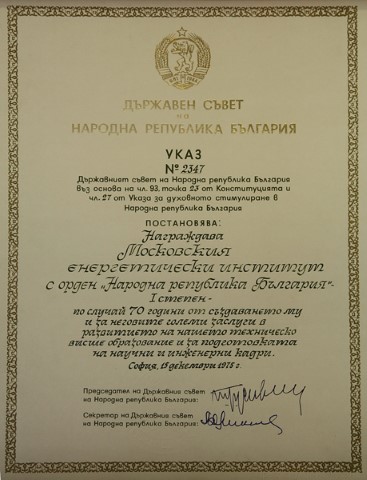 ДЪРЖАВЕН СЪВЕТ
НА
НАРОДНА РЕПУБЛИКА БЪЛГАРИЯ
УКАЗ
№ 2347
Държавният съвет на Народна република България
въз основа на чл. 93, точка 23 от Конституцията и
чл. 27 от Указа за духовното стимулиране в
Народна република България
ПОСТАНОВЯВА:
Награждава
Московския
енергетически институт
с орден „Народна република България“-
I степен-
по случай 70 години от създаването му
и за неговите големи заслуги в
развитието на нашето техническо
висше образование и за подготовката
на научни и инженерни кадри.
София, 15 декември 1975 г.
Председател на Държавния съвет
на Народна република България:
Секретар на Държавния съвет
на Народна република България: